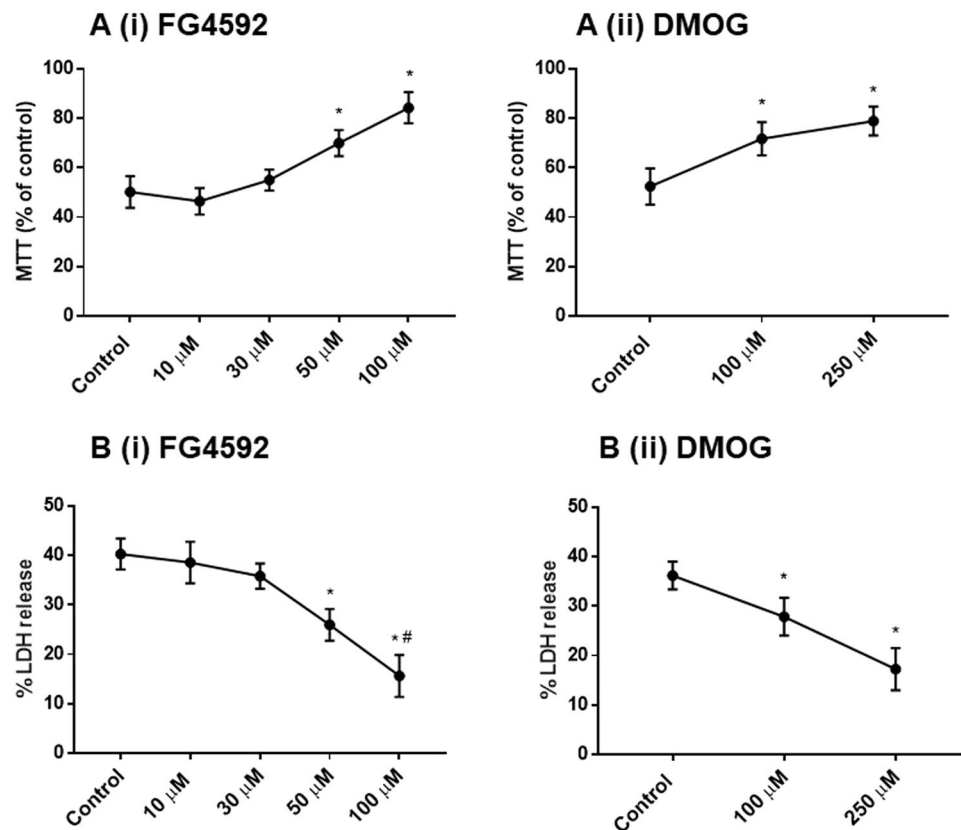 A (i) FG4592
MTT (% of control)
100
80
60
40
20
0
*
*
Control
10 μM
30 μM
50 μM
100 μM
A (ii) DMOG
MTT (% of control)
100
80
60
40
20
0
*
*
Control
100 μM
250 μM
B (i) FG4592
% LDH release
50
40
30
20
10
0
*
* #
Control
10 μM
30 μM
50 μM
100 μM
B (ii) DMOG
% LDH release
50
40
30
20
10
0
*
*
Control
100 μM
250 μM